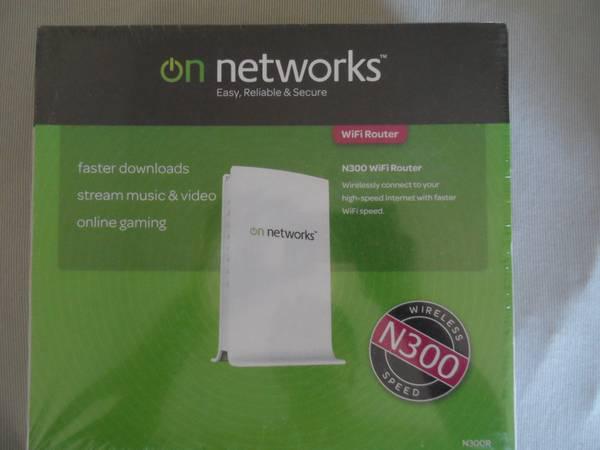 on networks™
Easy, Reliable & Secure
WiFi Router
faster downloads
stream music & video
online gaming
N300 WiFi Router
Wirelessly connect to your
high-speed Internet with faster
WiFi speed.
on networks™
WIRELESS
N300
SPEED
N300R